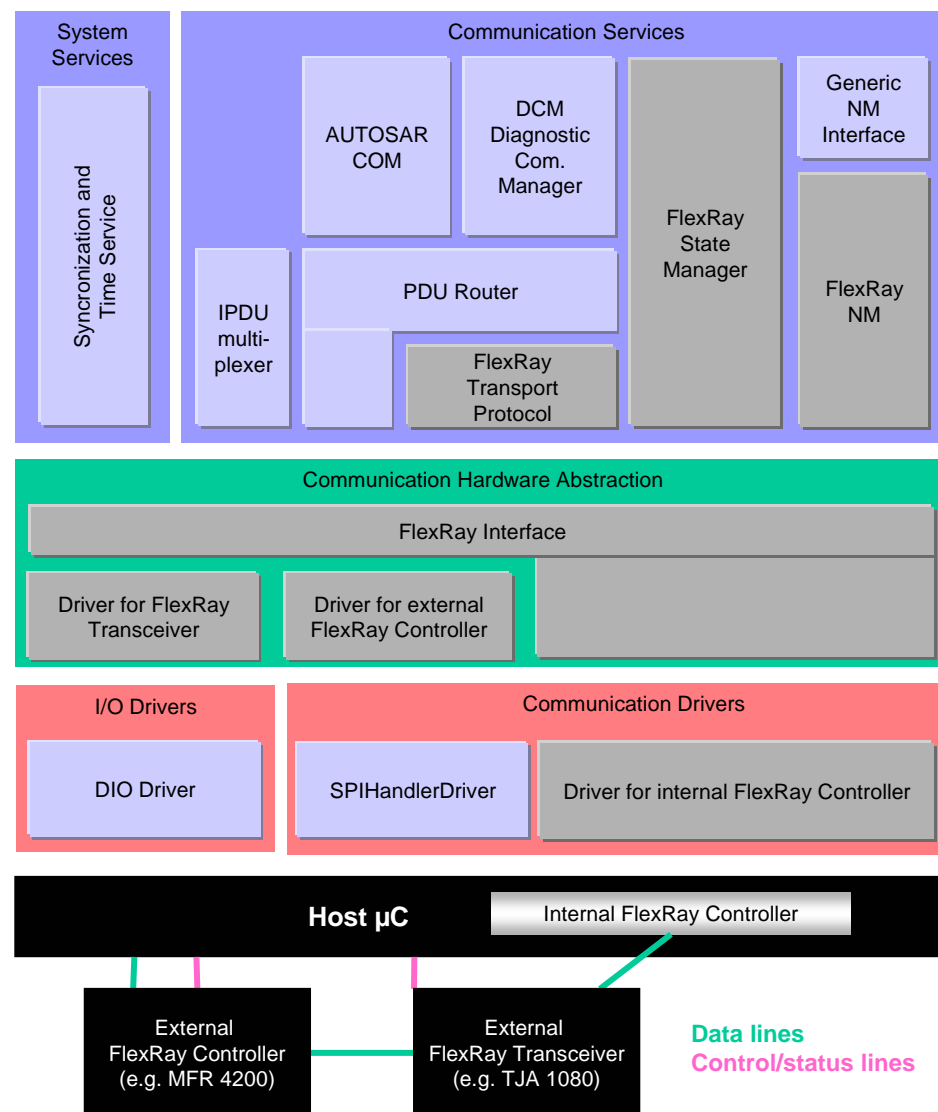 System
Services
Communication Services
Syncronization and
Time Service
AUTOSAR
COM
DCM
Diagnostic
Com.
Manager
FlexRay
State
Manager
Generic
NM
Interface
FlexRay
NM
IPDU
multi-
plexer
PDU Router
FlexRay
Transport
Protocol
Communication Hardware Abstraction
FlexRay Interface
Driver for FlexRay
Transceiver
Driver for external
FlexRay Controller
I/O Drivers
Communication Drivers
DIO Driver
SPIHandlerDriver
Driver for internal FlexRay Controller
Host µC
Internal FlexRay Controller
External
FlexRay Controller
(e.g. MFR 4200)
External
FlexRay Transceiver
(e.g. TJA 1080)
Data lines
Control/status lines